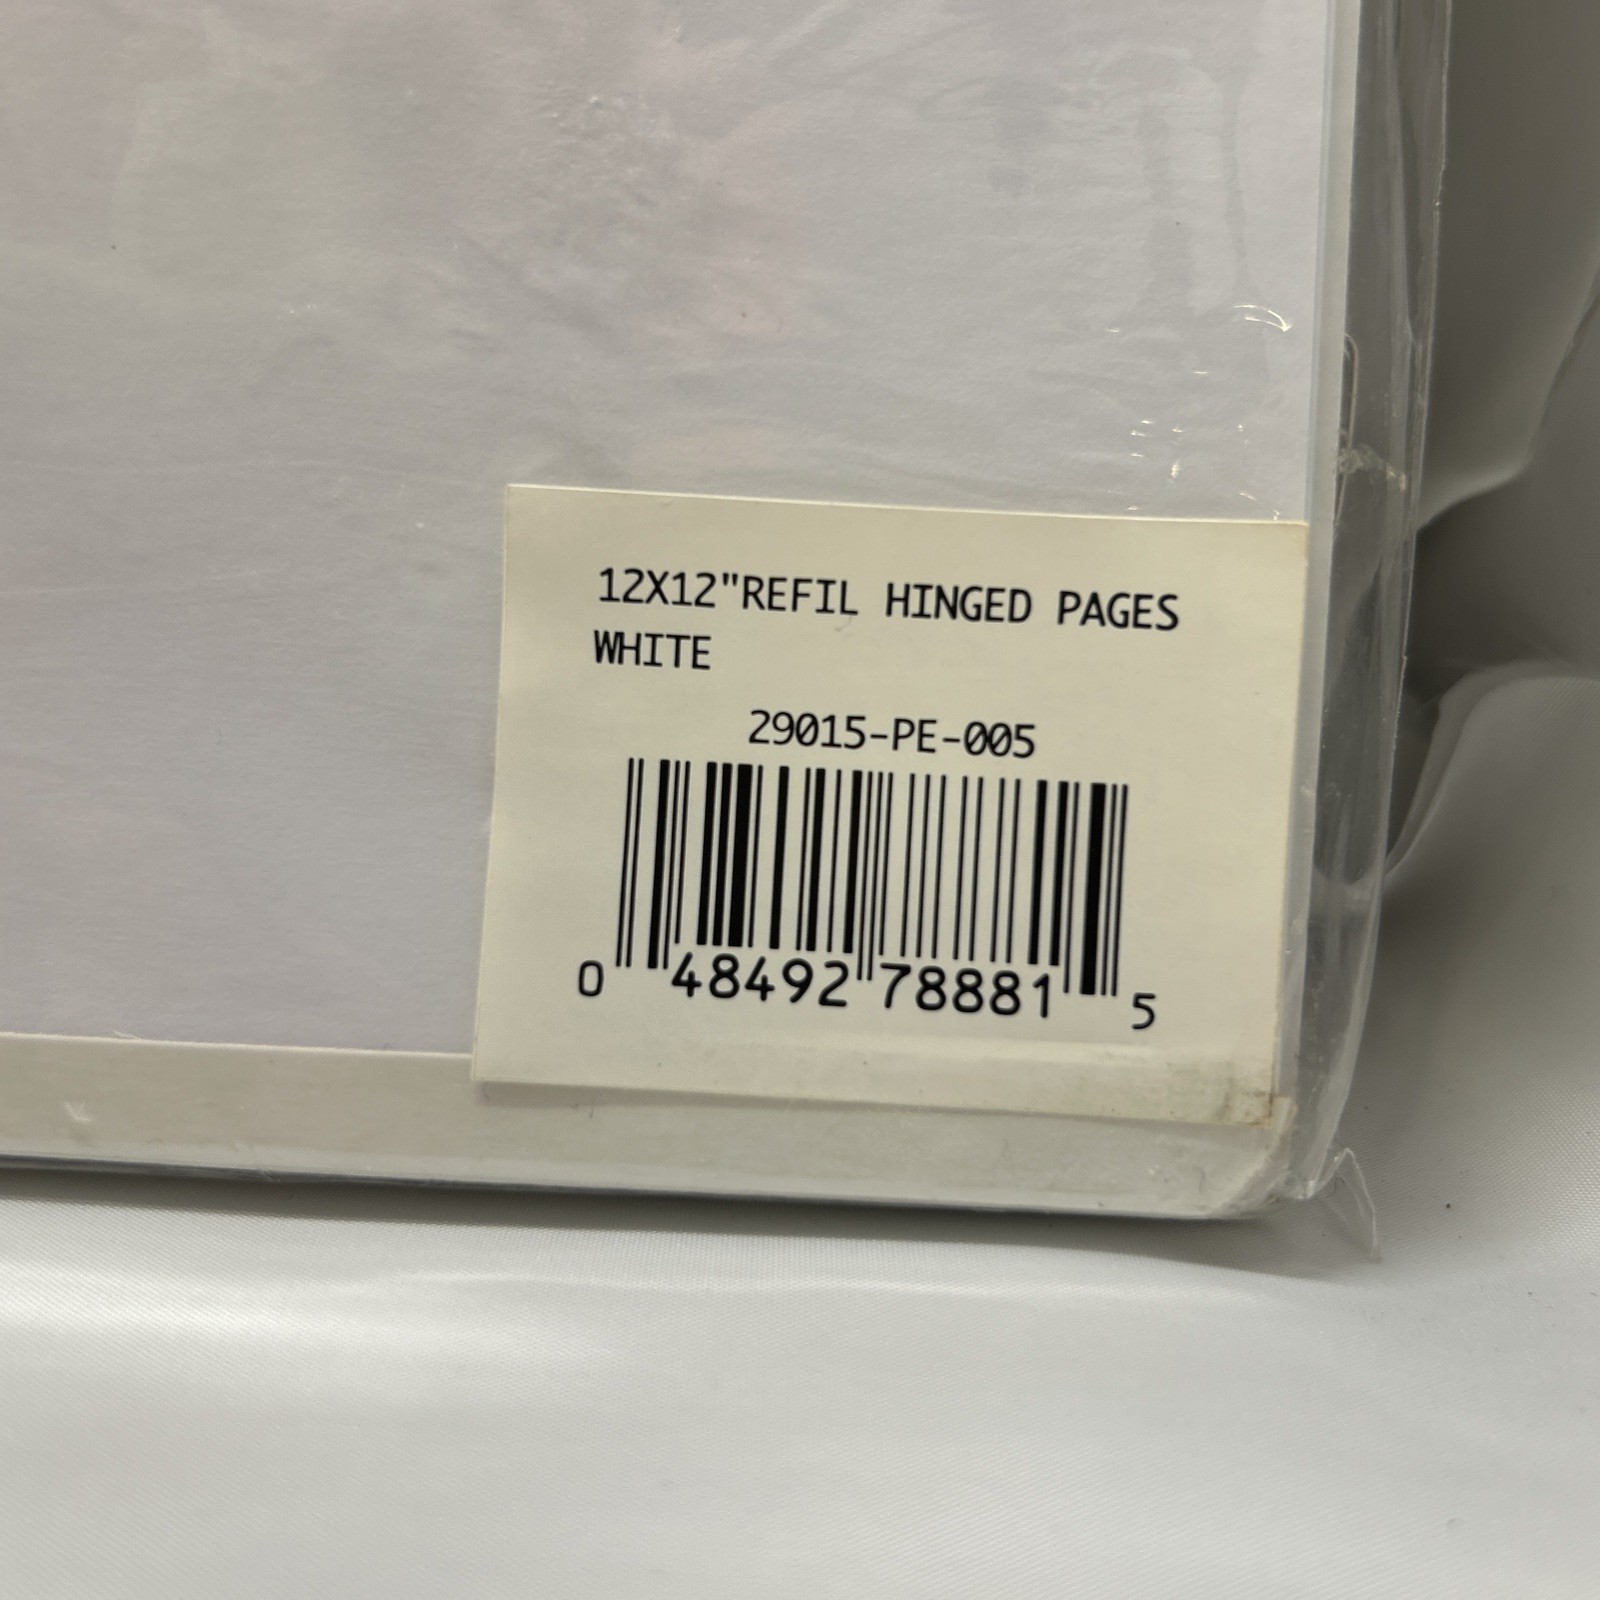 12X12"REFIL HINGED PAGES
WHITE
29015-PE-005
0 48492 78881 5